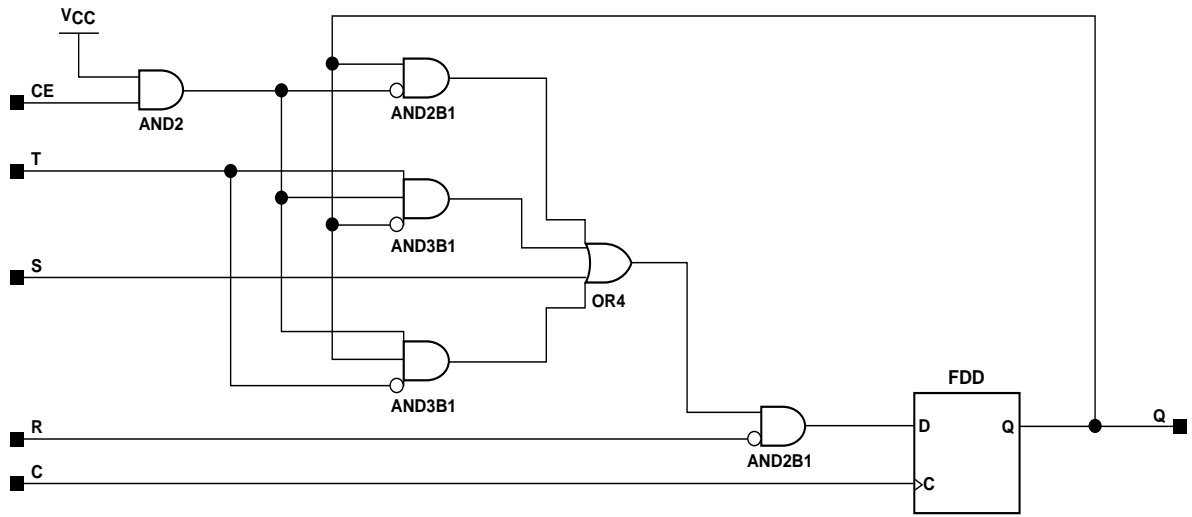 VCC
CE
AND2
AND2B1
T
AND3B1
S
OR4
AND3B1
FDD
R
D
Q
Q
AND2B1
C
C